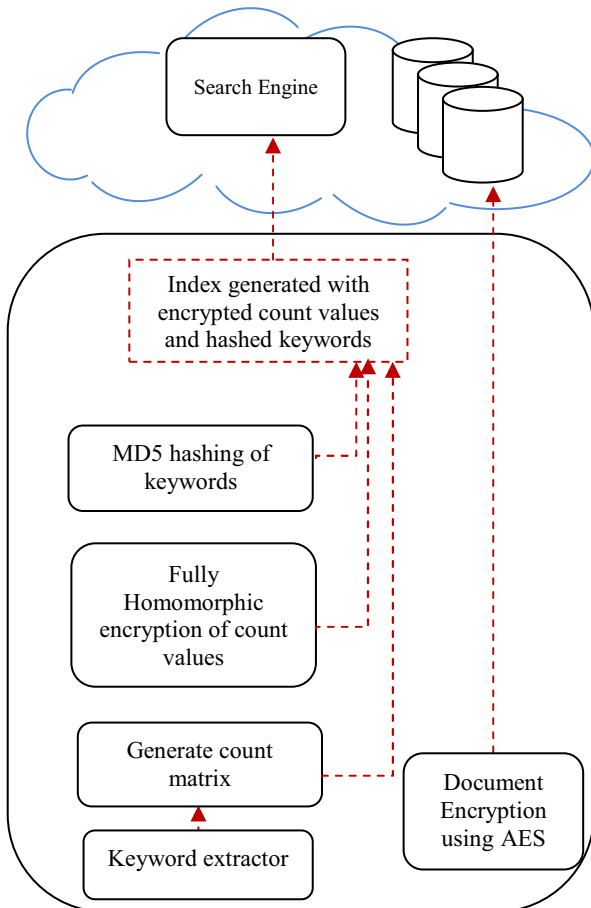 Search Engine
Index generated with
encrypted count values
and hashed keywords
MD5 hashing of
keywords
Fully
Homomorphic
encryption of count
values
Generate count
matrix
Keyword extractor
Document
Encryption
using AES